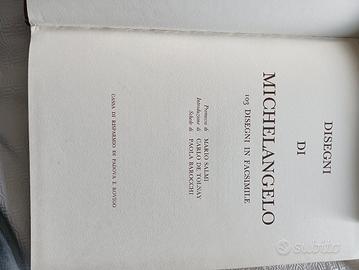 DISEGNI
DI
MICHELANGELO
103 DISEGNI IN FACSIMILE
Premessa di MARIO SALMI
Introduzione di CARLO DE TOLNAY
Schede di PAOLA BAROCCHI
CASSA DI RISPARMIO DI PADOVA E ROVIGO
subito